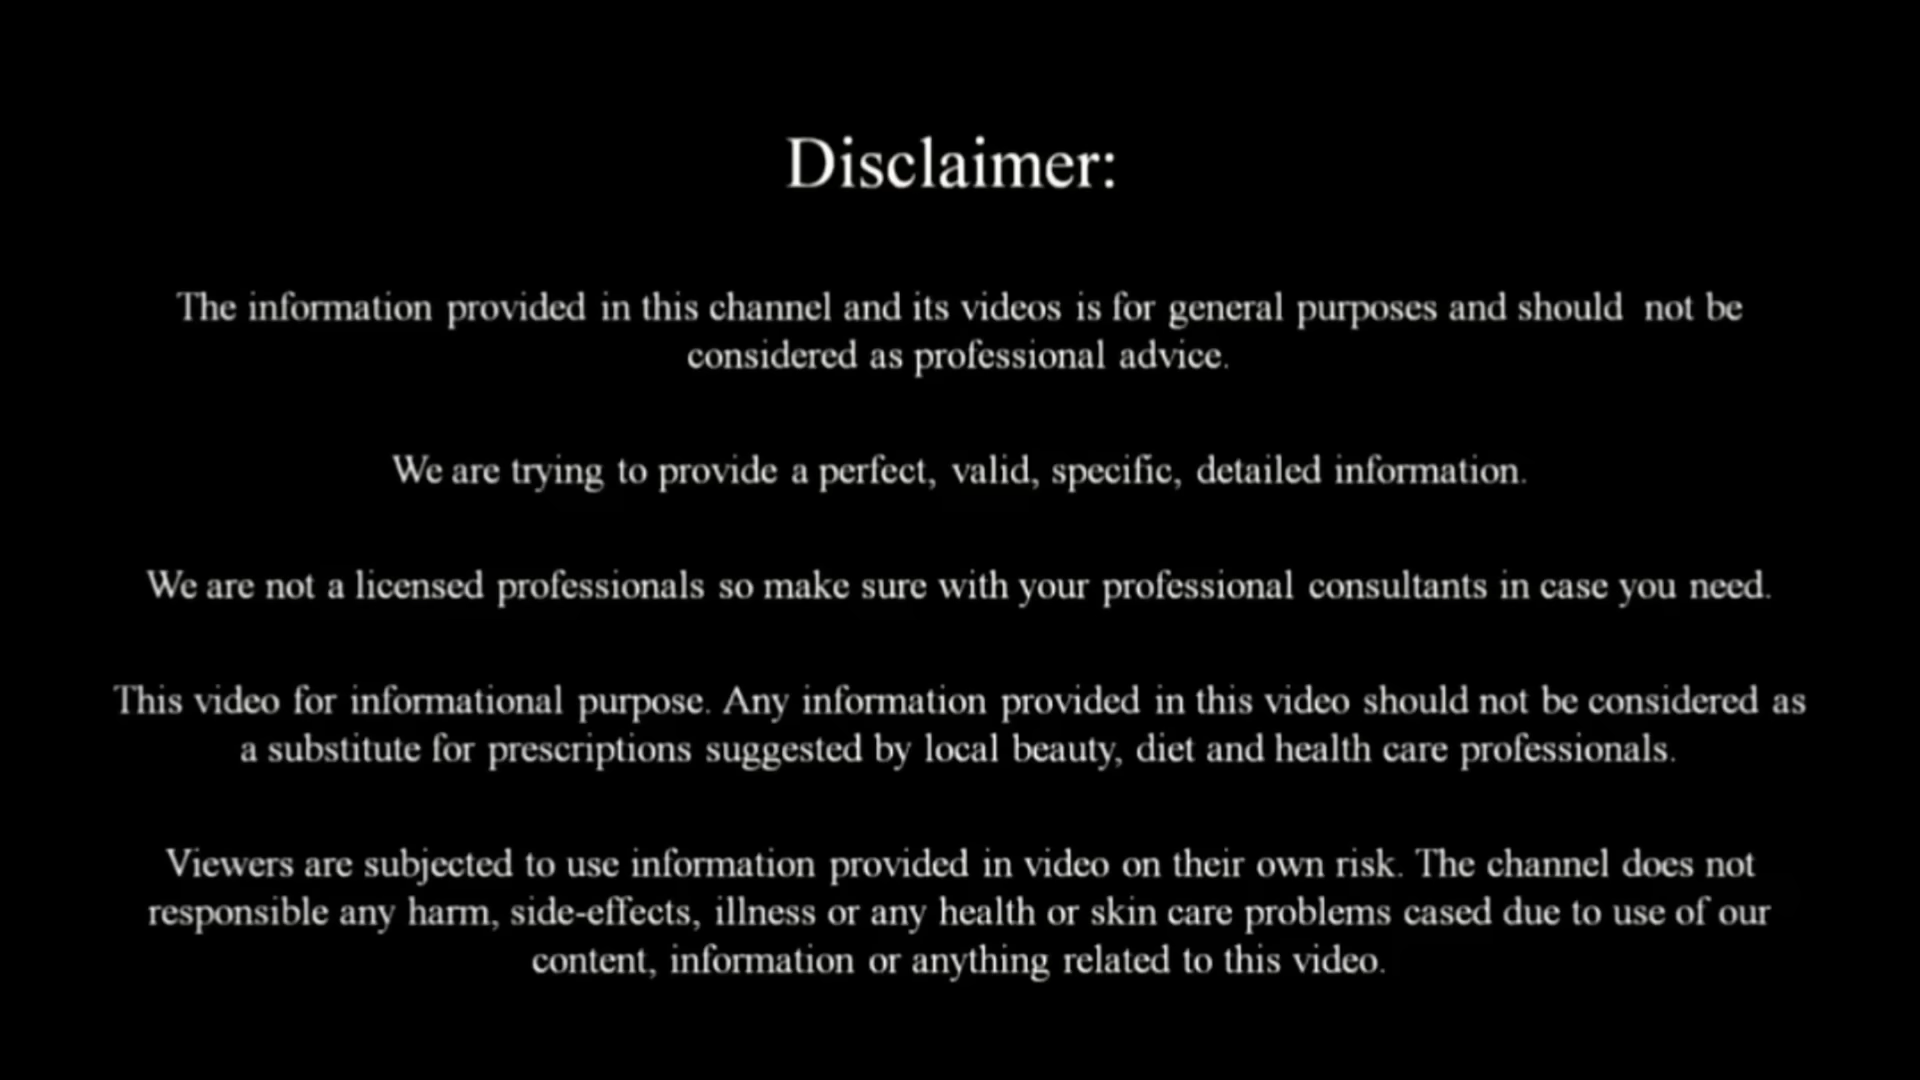 Disclaimer:
The information provided in this channel and its videos is for general purposes and should not be
considered as professional advice.
We are trying to provide a perfect, valid, specific, detailed information.
We are not a licensed professionals so make sure with your professional consultants in case you need.
This video for informational purpose. Any information provided in this video should not be considered as
a substitute for prescriptions suggested by local beauty, diet and health care professionals.
Viewers are subjected to use information provided in video on their own risk. The channel does not
responsible any harm, side-effects, illness or any health or skin care problems cased due to use of our
content, information or anything related to this video.